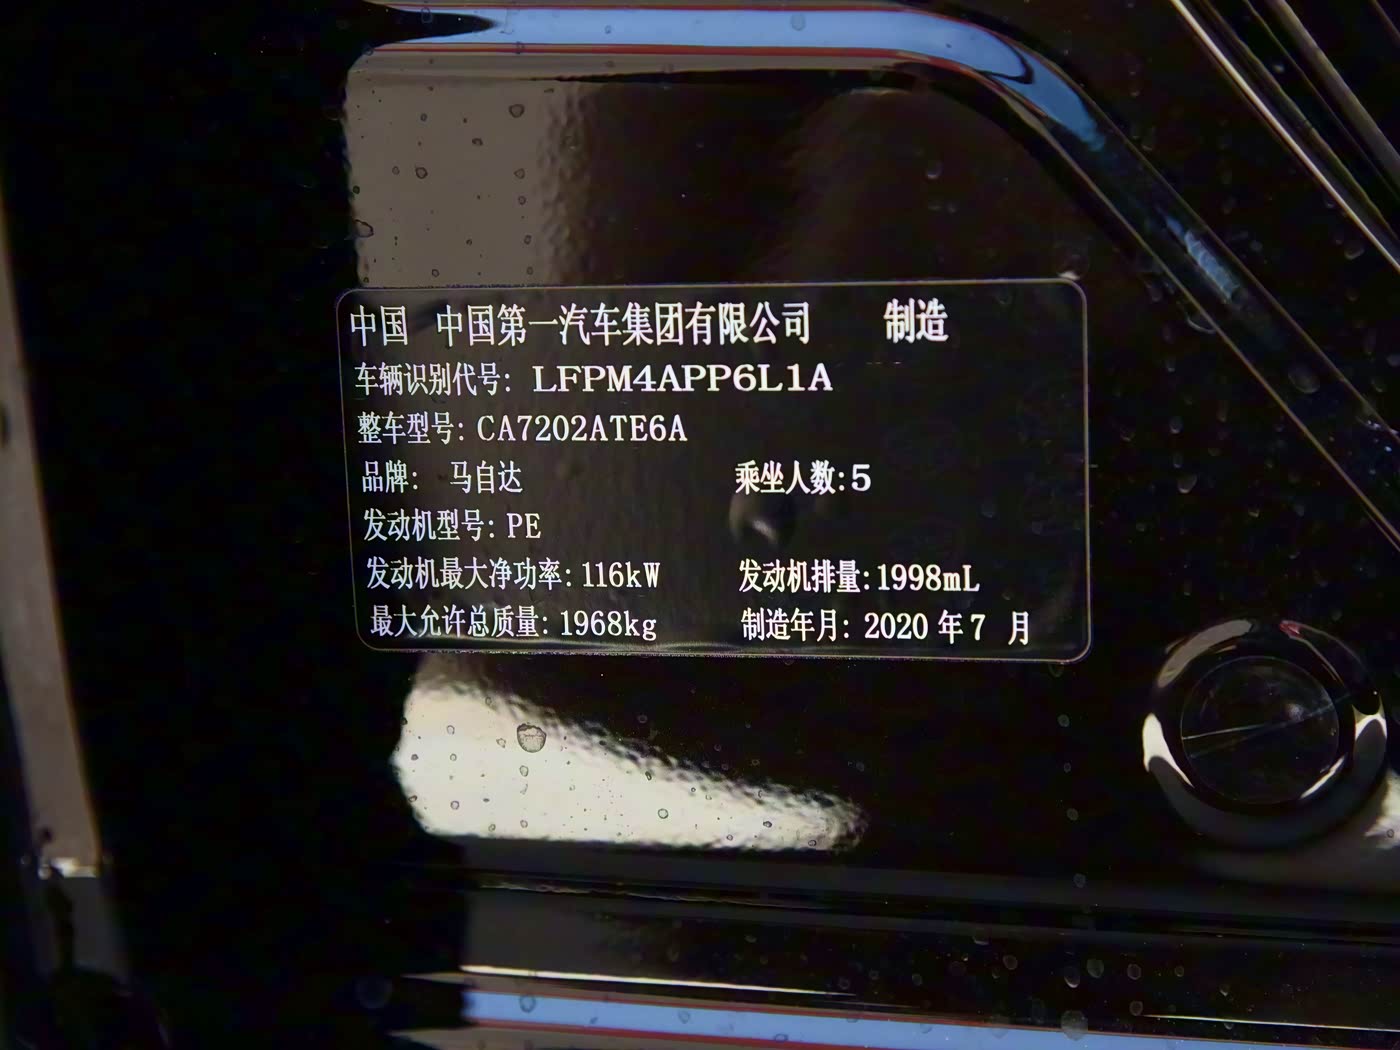 中国 中国第一汽车集团有限公司 制造
车辆识别代号: LFPM4APP6L1A
整车型号: CA7202ATE6A
品牌: 马自达 乘坐人数:5
发动机型号: PE
发动机最大净功率: 116kW 发动机排量:1998mL
最大允许总质量: 1968kg 制造年月: 2020 年 7 月